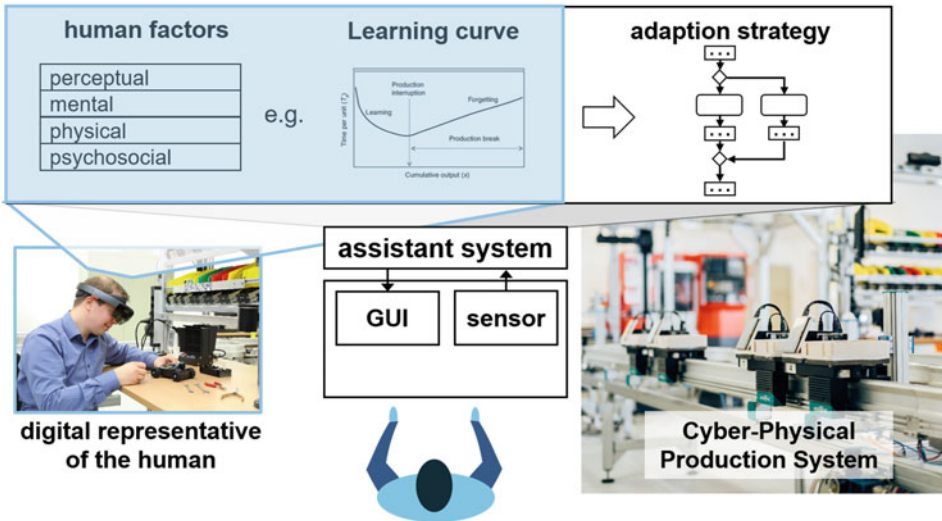 human factors
perceptual
mental
physical
psychosocial
e.g.
Learning curve
Time per unit (Tₓ)
Production
interruption
Learning
Forgetting
Production break
Cumulative output (x)
adaption strategy
assistant system
GUI
sensor
digital representative
of the human
Cyber-Physical
Production System